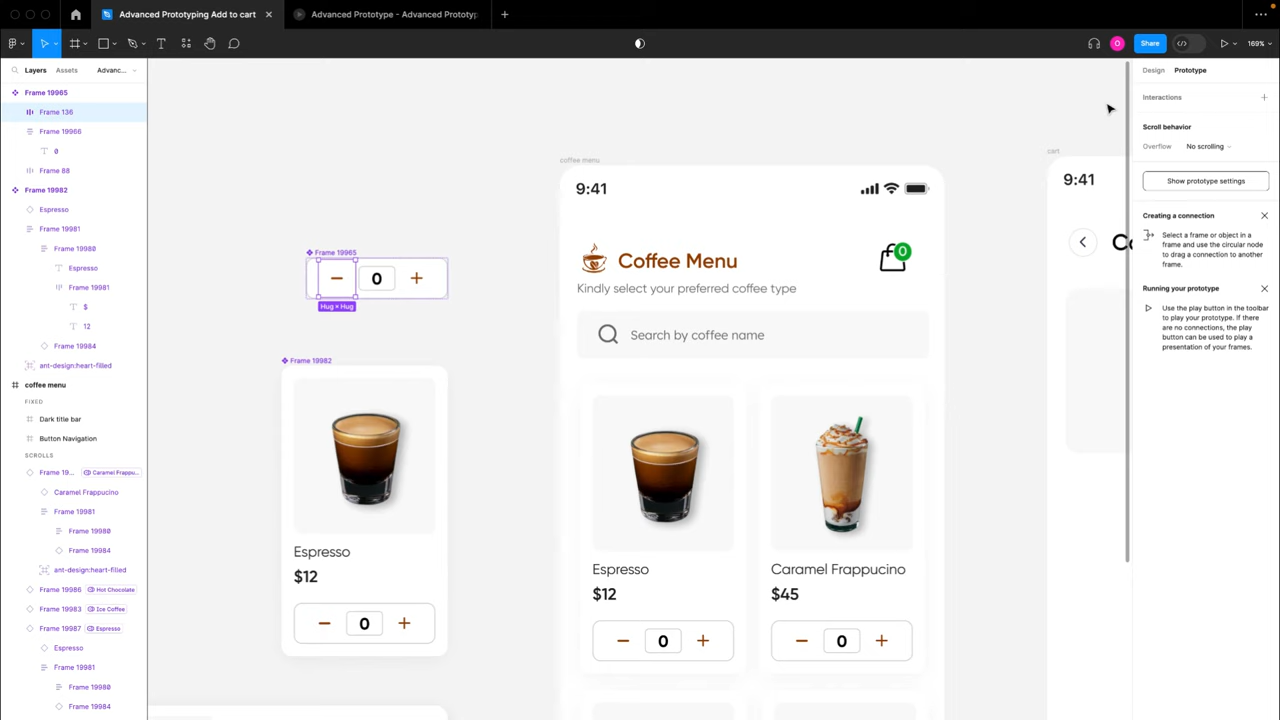 Advanced Prototyping Add to cart
Advanced Prototype - Advanced Prototyp
Share
169%
Layers
Assets
Advanc...
Design
Prototype
Frame 19965
Frame 136
Frame 19966
0
Frame 88
Frame 19982
Espresso
Frame 19981
Frame 19980
Espresso
Frame 19981
$
12
Frame 19984
ant-design:heart-filled
coffee menu
FIXED
Dark title bar
Button Navigation
SCROLLS
Frame 19...
Caramel Frappu...
Caramel Frappucino
Frame 19981
Frame 19980
Frame 19984
ant-design:heart-filled
Frame 19986
Hot Chocolate
Frame 19983
Ice Coffee
Frame 19987
Espresso
Espresso
Frame 19981
Frame 19980
Frame 19984
Frame 19965
0
Hug × Hug
Frame 19982
Espresso
$12
0
coffee menu
9:41
Coffee Menu
0
Kindly select your preferred coffee type
Search by coffee name
Espresso
$12
0
Caramel Frappucino
$45
0
cart
9:41
Co
Interactions
Scroll behavior
Overflow
No scrolling
Show prototype settings
Creating a connection
Select a frame or object in a
frame and use the circular node
to drag a connection to another
frame.
Running your prototype
Use the play button in the toolbar
to play your prototype. If there
are no connections, the play
button can be used to play a
presentation of your frames.